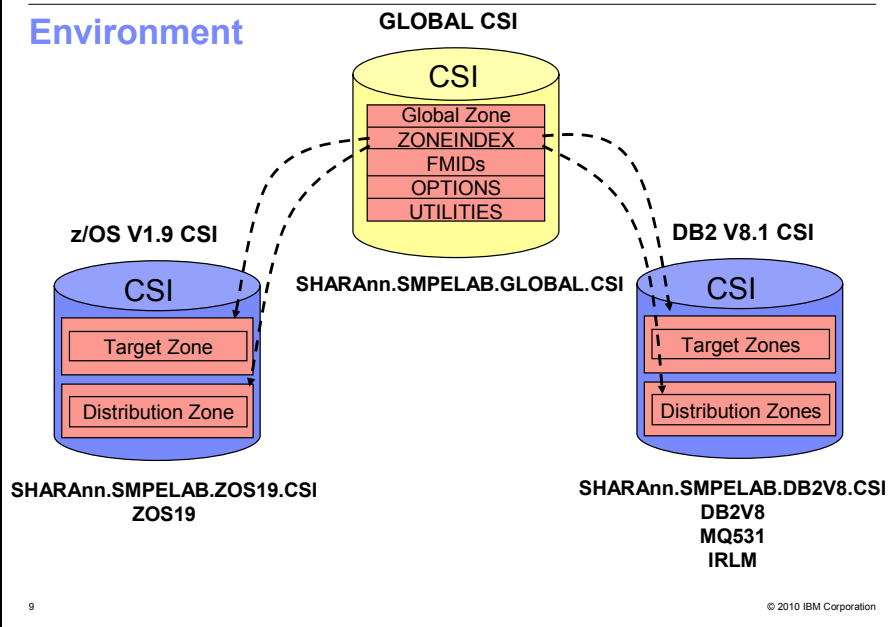 Environment
GLOBAL CSI
CSI
Global Zone
ZONEINDEX
FMIDs
OPTIONS
UTILITIES
SHARAnn.SMPELAB.GLOBAL.CSI
z/OS V1.9 CSI
CSI
Target Zone
Distribution Zone
SHARAnn.SMPELAB.ZOS19.CSI
ZOS19
DB2 V8.1 CSI
CSI
Target Zones
Distribution Zones
SHARAnn.SMPELAB.DB2V8.CSI
DB2V8
MQ531
IRLM
9
© 2010 IBM Corporation